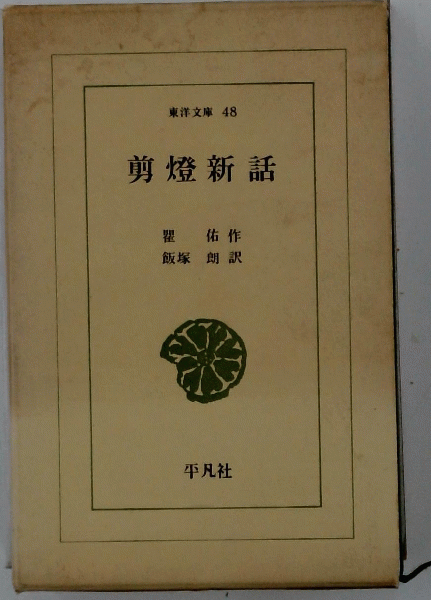 東洋文庫 48
剪燈新話
瞿 佑作
飯塚 朗訳
平凡社